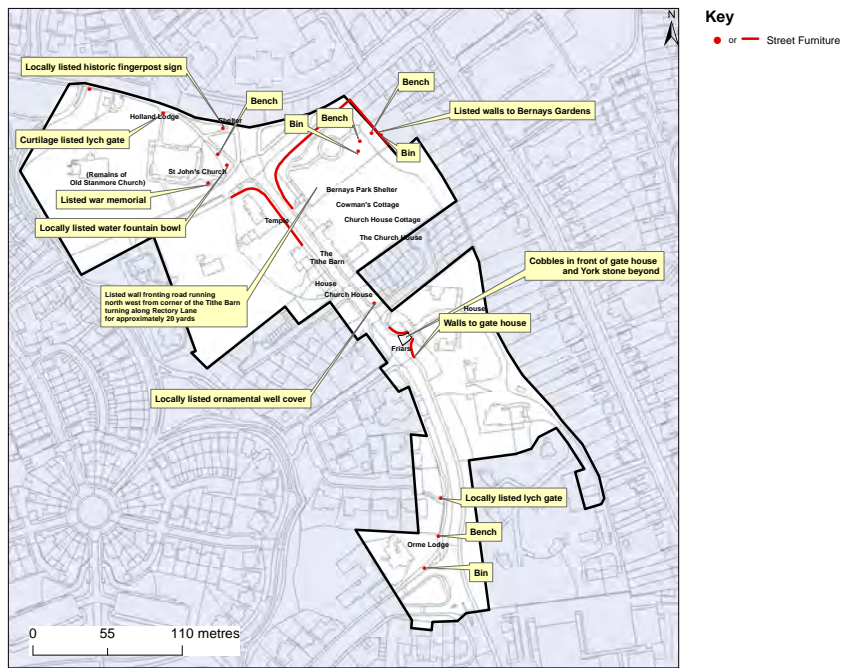 Key
or
Street Furniture
N
Locally listed historic fingerpost sign
Bench
Bench
Bench
Bin
Listed walls to Bernays Gardens
Bin
Holland Lodge
Shelter
Curtilage listed lych gate
St John's Church
(Remains of
Old Stanmore Church)
Listed war memorial
Locally listed water fountain bowl
Bernays Park Shelter
Cowman's Cottage
Church House Cottage
The Church House
Temple
The
Tithe Barn
House
Church House
Cobbles in front of gate house
and York stone beyond
Listed wall fronting road running
north west from corner of the Tithe Barn
turning along Rectory Lane
for approximately 20 yards
House
Walls to gate house
Friars
Locally listed ornamental well cover
Locally listed lych gate
Bench
Orme Lodge
Bin
0 55 110 metres